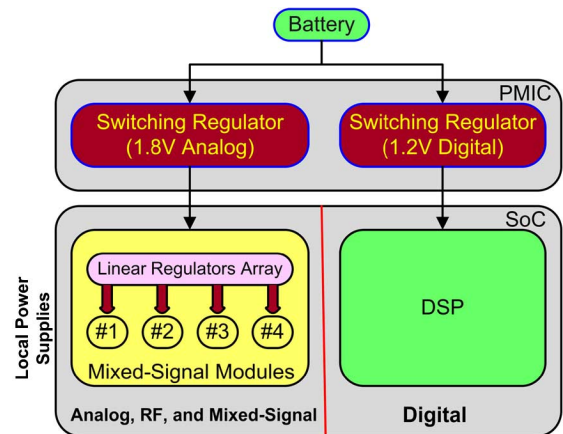 Battery
PMIC
Switching Regulator
(1.8V Analog)
Switching Regulator
(1.2V Digital)
SoC
Local Power
Supplies
Linear Regulators Array
#1 #2 #3 #4
Mixed-Signal Modules
DSP
Analog, RF, and Mixed-Signal
Digital